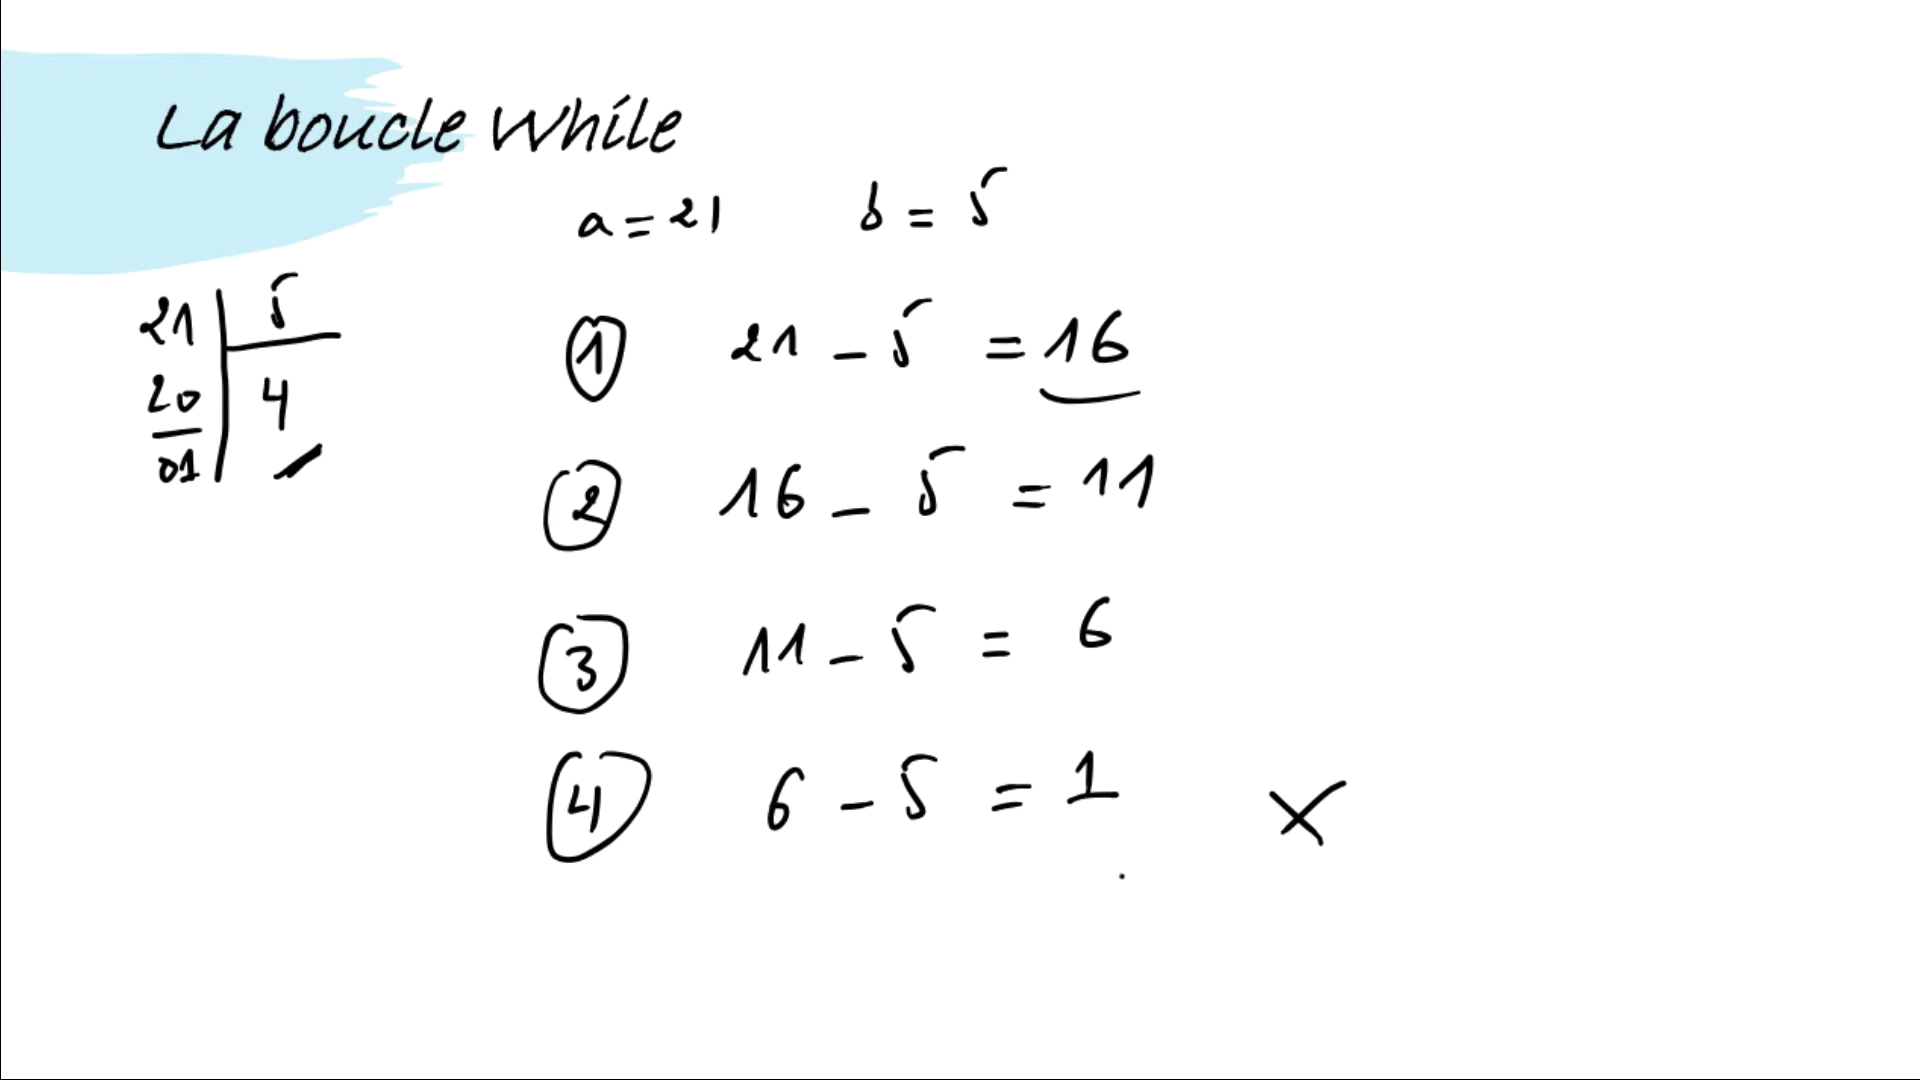 La boucle While
a = 21 b = 5
21 | 5
20 | 4
01
① 21 - 5 = 16
② 16 - 5 = 11
③ 11 - 5 = 6
④ 6 - 5 = 1 ×